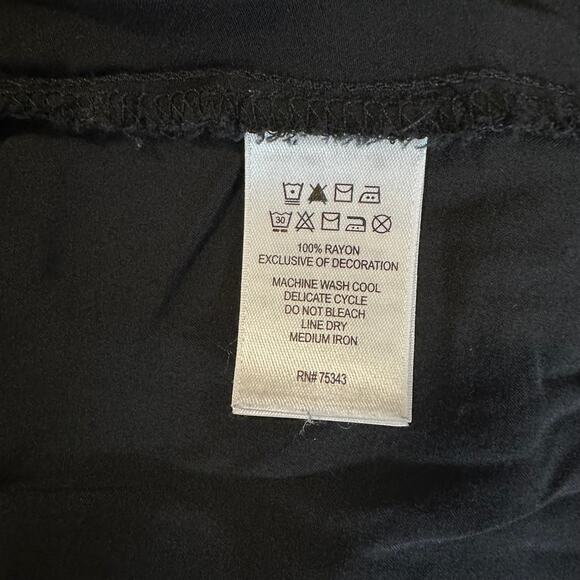 30
100% RAYON
EXCLUSIVE OF DECORATION
MACHINE WASH COOL
DELICATE CYCLE
DO NOT BLEACH
LINE DRY
MEDIUM IRON
RN# 75343